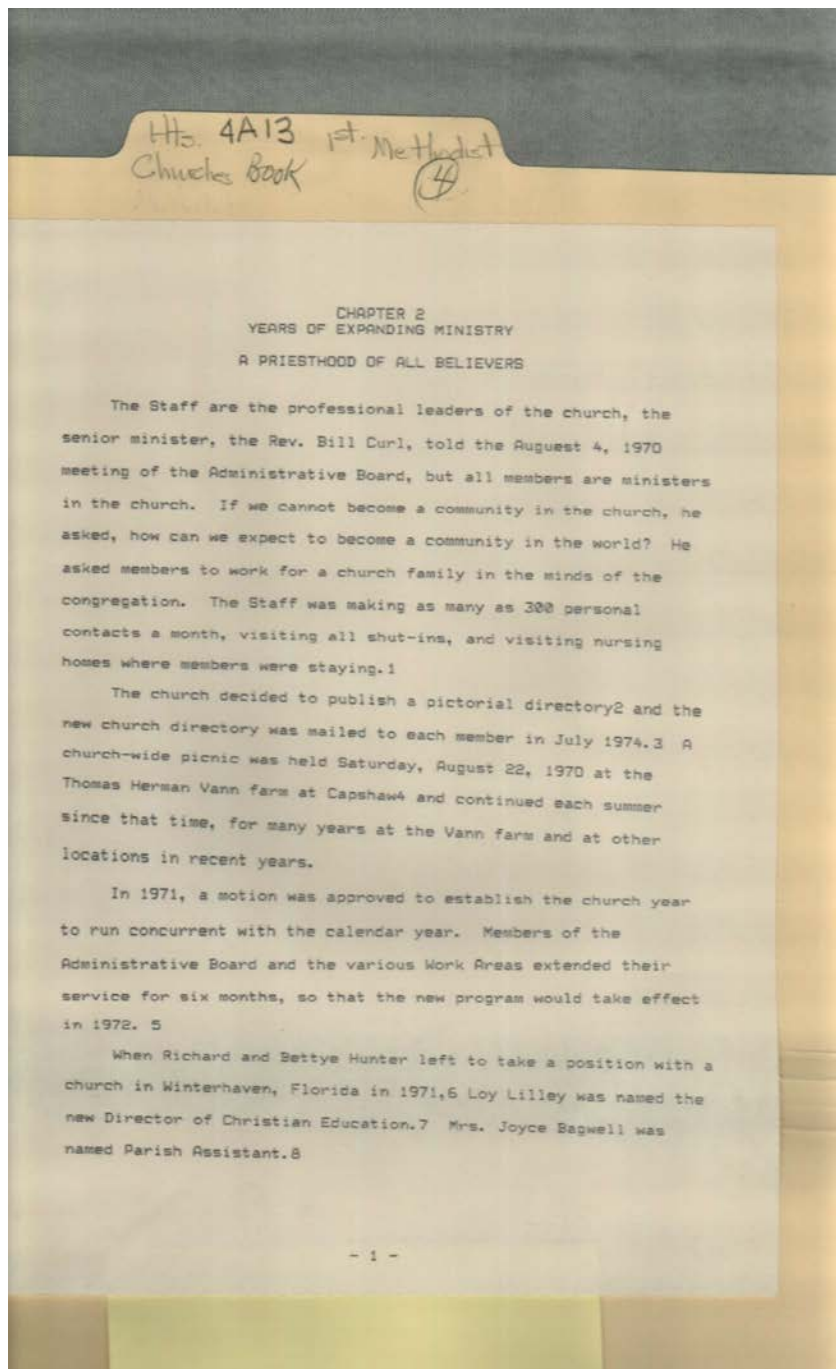 Hts. 4A13 1st. Methodist
Churches Book 4
CHAPTER 2
YEARS OF EXPANDING MINISTRY
A PRIESTHOOD OF ALL BELIEVERS
The Staff are the professional leaders of the church, the
senior minister, the Rev. Bill Curl, told the Auguest 4, 1970
meeting of the Administrative Board, but all members are ministers
in the church. If we cannot become a community in the church, he
asked, how can we expect to become a community in the world? He
asked members to work for a church family in the minds of the
congregation. The Staff was making as many as 300 personal
contacts a month, visiting all shut-ins, and visiting nursing
homes where members were staying.1
The church decided to publish a pictorial directory2 and the
new church directory was mailed to each member in July 1974.3 A
church-wide picnic was held Saturday, August 22, 1970 at the
Thomas Herman Vann farm at Capshaw4 and continued each summer
since that time, for many years at the Vann farm and at other
locations in recent years.
In 1971, a motion was approved to establish the church year
to run concurrent with the calendar year. Members of the
Administrative Board and the various Work Areas extended their
service for six months, so that the new program would take effect
in 1972. 5
When Richard and Bettye Hunter left to take a position with a
church in Winterhaven, Florida in 1971,6 Loy Lilley was named the
new Director of Christian Education.7 Mrs. Joyce Bagwell was
named Parish Assistant.8
- 1 -